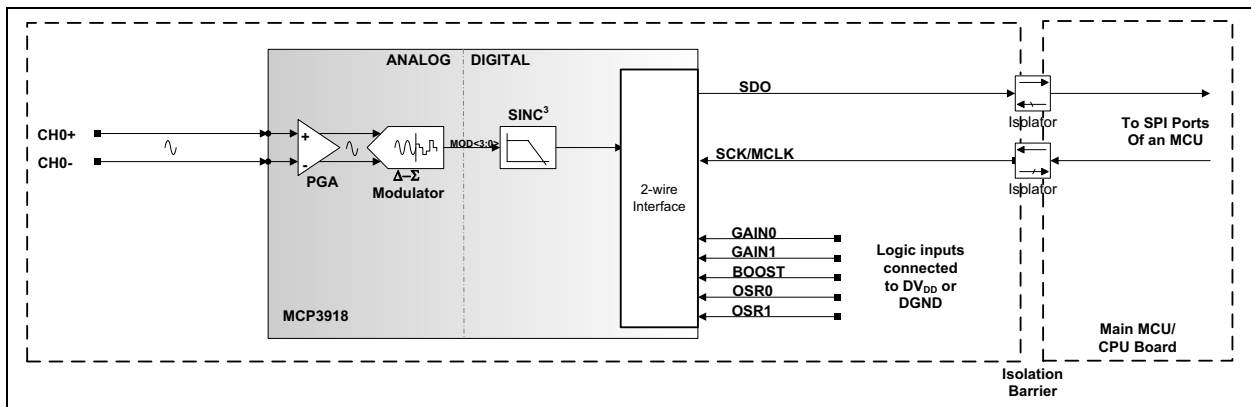 ANALOG
DIGITAL
CH0+
CH0-
+
-
PGA
Δ–Σ
Modulator
MOD<3:0>
SINC3
2-wire
Interface
SDO
SCK/MCLK
GAIN0
GAIN1
BOOST
OSR0
OSR1
Logic inputs
connected
to DVDD or
DGND
MCP3918
Isolator
Isolator
To SPI Ports
Of an MCU
Main MCU/
CPU Board
Isolation
Barrier